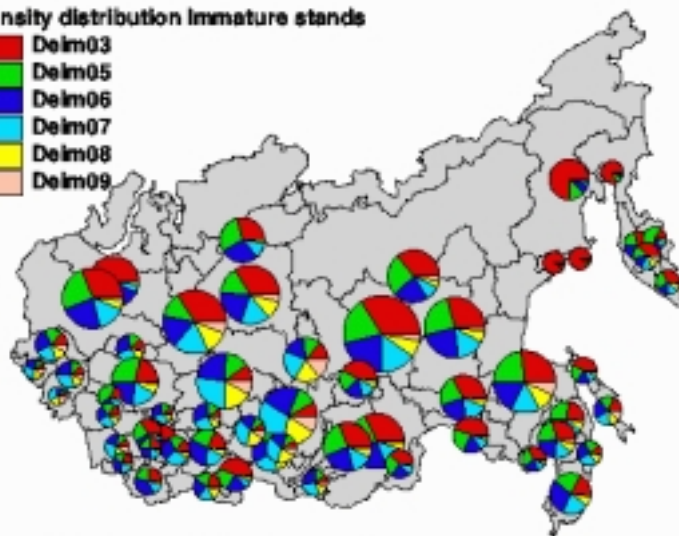 nsity distribution Immature stands
Deim03
Deim05
Deim06
Deim07
Deim08
Deim09